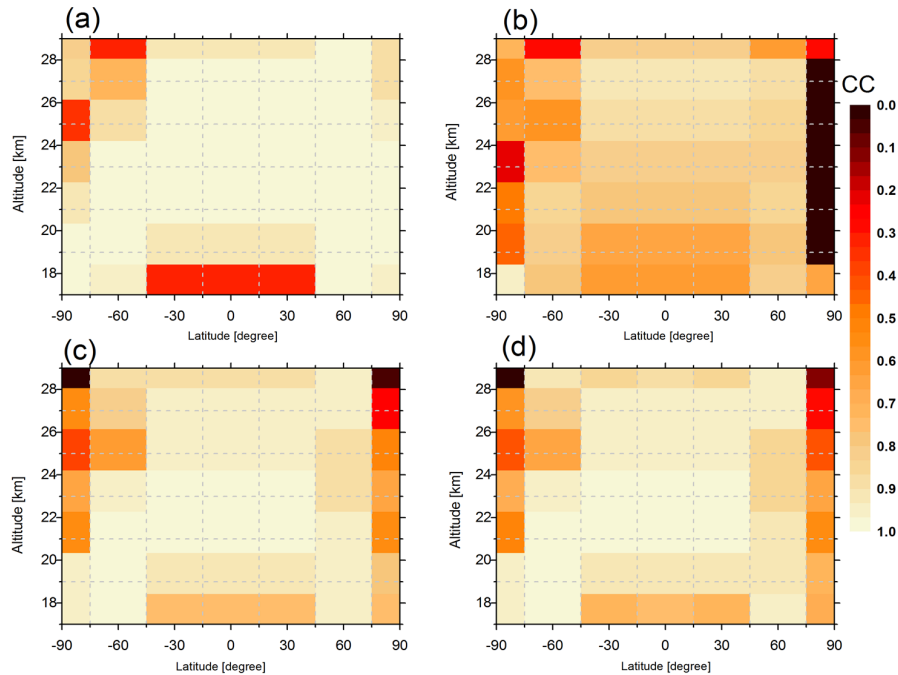 (a)
(b)
28
26
24
22
20
18
Altitude [km]
-90 -60 -30 0 30 60 90
Latitude [degree]
28
26
24
22
20
18
Altitude [km]
-90 -60 -30 0 30 60 90
Latitude [degree]
CC
0.0
0.1
0.2
0.3
0.4
0.5
0.6
0.7
0.8
0.9
1.0
(c)
(d)
28
26
24
22
20
18
Altitude [km]
-90 -60 -30 0 30 60 90
Latitude [degree]
28
26
24
22
20
18
Altitude [km]
-90 -60 -30 0 30 60 90
Latitude [degree]